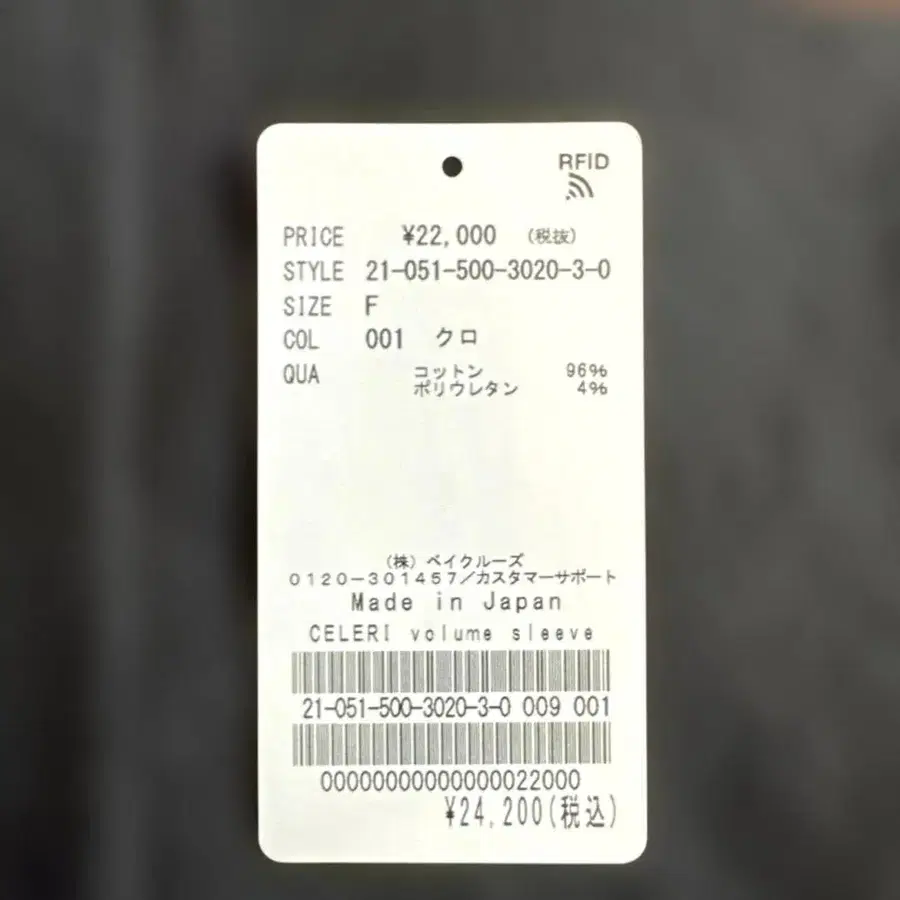 RFID
PRICE ¥22,000 (税抜)
STYLE 21-051-500-3020-3-0
SIZE F
COL 001 クロ
QUA コットン 96%
ポリウレタン 4%
(株) ベイクルーズ
0120-301457/カスタマーサポート
Made in Japan
CELERI volume sleeve
21-051-500-3020-3-0 009 001
00000000000000022000
¥24,200(税込)